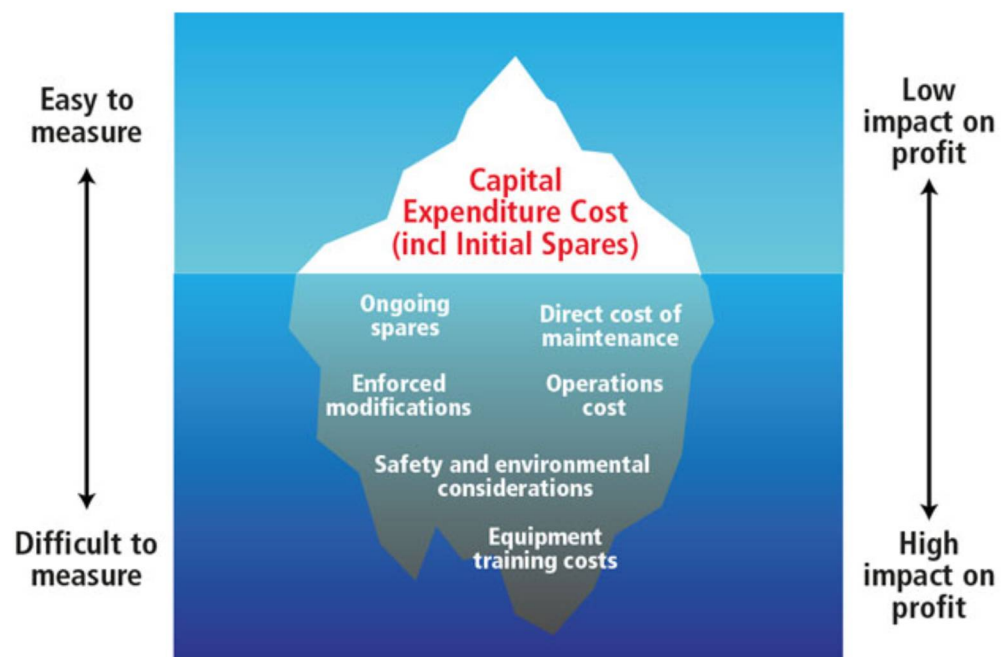 Easy to
measure
Low
impact on
profit
Capital
Expenditure Cost
(incl Initial Spares)
Ongoing
spares
Direct cost of
maintenance
Enforced
modifications
Operations
cost
Safety and environmental
considerations
Equipment
training costs
Difficult to
measure
High
impact on
profit